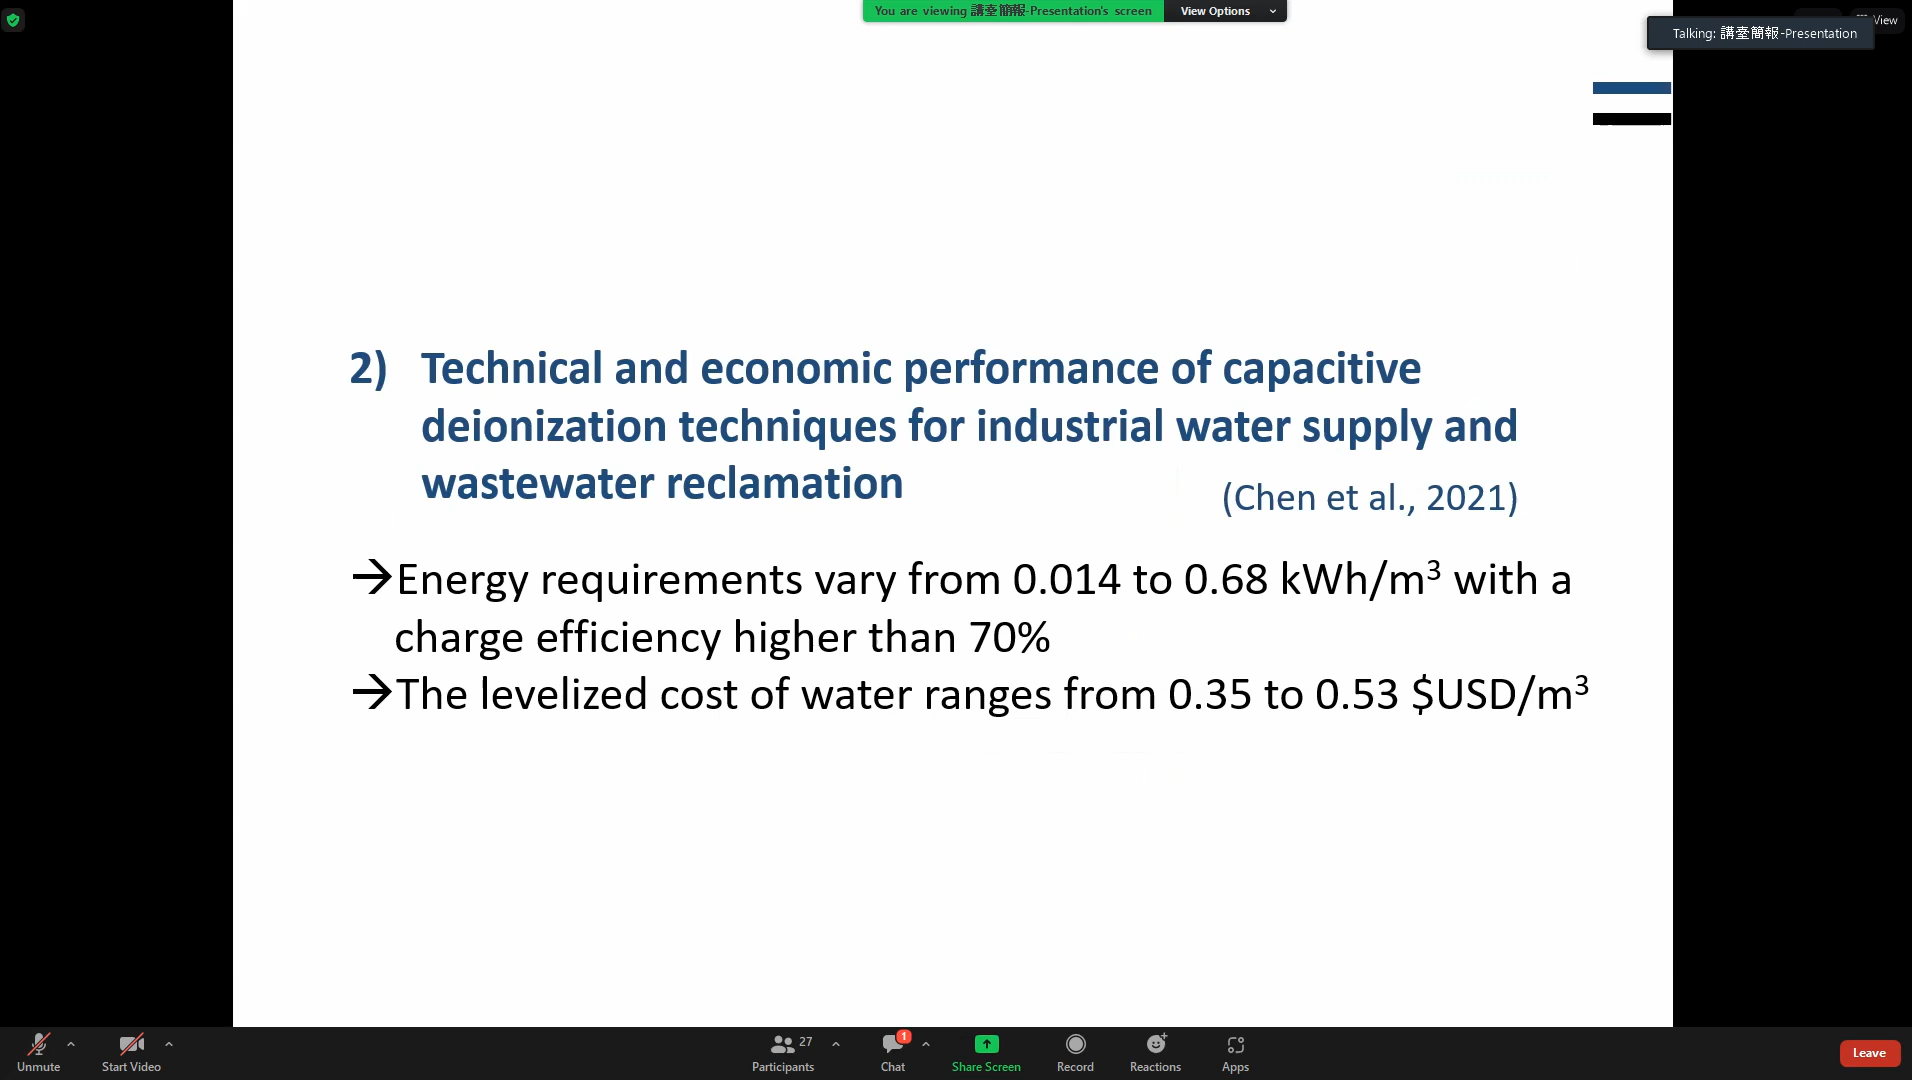 You are viewing 講臺簡報-Presentation's screen
View Options
View
Talking: 講臺簡報-Presentation
2) Technical and economic performance of capacitive
deionization techniques for industrial water supply and
wastewater reclamation
(Chen et al., 2021)
→Energy requirements vary from 0.014 to 0.68 kWh/m³ with a
charge efficiency higher than 70%
→The levelized cost of water ranges from 0.35 to 0.53 $USD/m³
27
1
Unmute
Start Video
Participants
Chat
Share Screen
Record
Reactions
Apps
Leave